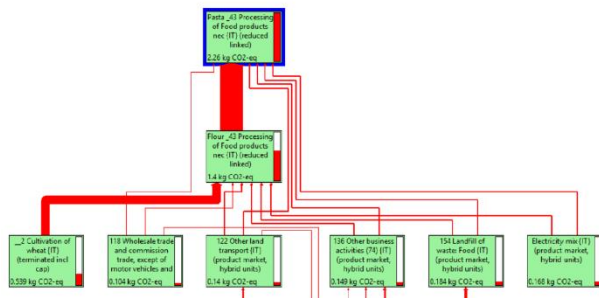 Pasta _43 Processing
of Food products
nec (IT) (reduced
linked)
2.26 kg CO2-eq
Flour _43 Processing
of Food products
nec (IT) (reduced
linked)
1.4 kg CO2-eq
__2 Cultivation of
wheat (IT)
(terminated incl
cap)
0.539 kg CO2-eq
118 Wholesale trade
and commission
trade, except of
motor vehicles and
0.104 kg CO2-eq
122 Other land
transport (IT)
(product market,
hybrid units)
0.14 kg CO2-eq
136 Other business
activities (74) (IT)
(product market,
hybrid units)
0.149 kg CO2-eq
154 Landfill of
waste: Food (IT)
(product market,
hybrid units)
0.184 kg CO2-eq
Electricity mix (IT)
(product market,
hybrid units)
0.168 kg CO2-eq